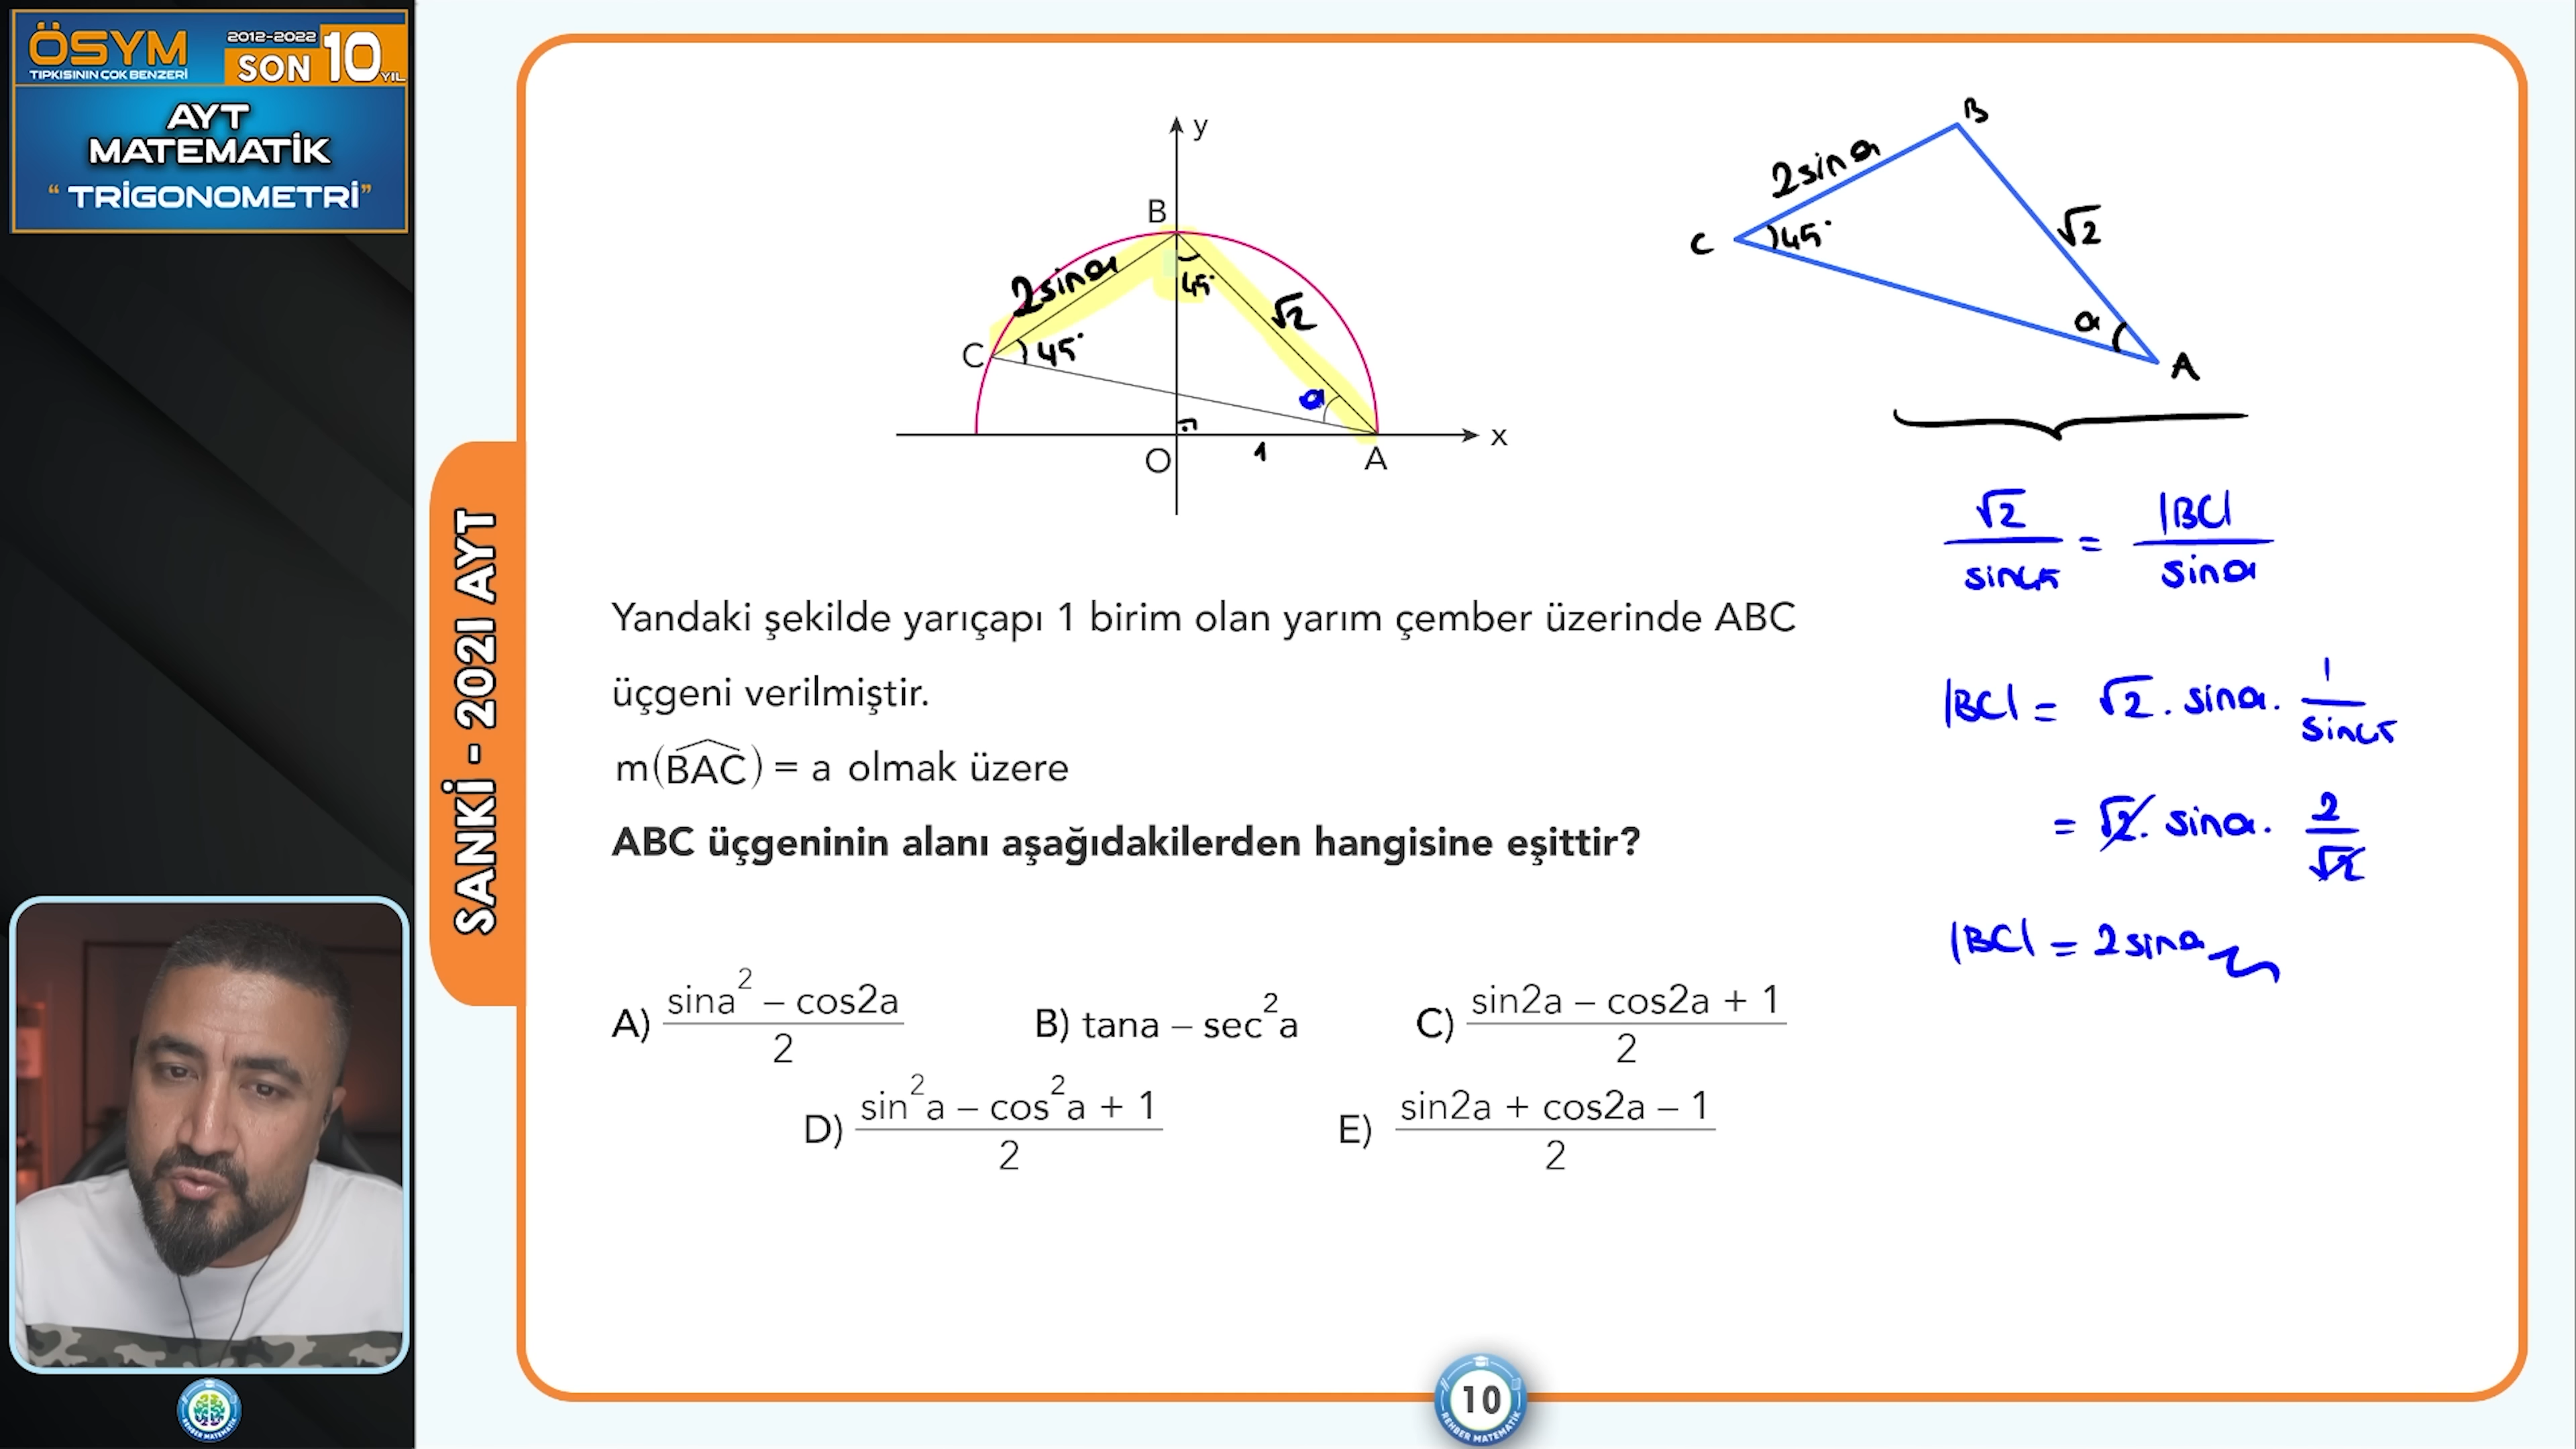 ÖSYM
TIPKISININ ÇOK BENZERİ
2012-2022
SON 10 YIL
AYT
MATEMATİK
“ TRİGONOMETRİ”
SANKİ - 2021 AYT
y
B
2sina
45°
√2
C
45°
a
O
1
A
x
B
2sina
√2
C
45°
a
A
√2 / sin45 = |BC| / sina
|BC| = √2 . sina . 1 / sin45
= √2 . sina . 2 / √2
|BC| = 2sina
Yandaki şekilde yarıçapı 1 birim olan yarım çember üzerinde ABC
üçgeni verilmiştir.
m(BAC) = a olmak üzere
ABC üçgeninin alanı aşağıdakilerden hangisine eşittir?
A) (sina² – cos2a) / 2 B) tana – sec²a C) (sin2a – cos2a + 1) / 2
D) (sin²a – cos²a + 1) / 2 E) (sin2a + cos2a – 1) / 2
REHBER MATEMATİK
10
REHBER MATEMATİK